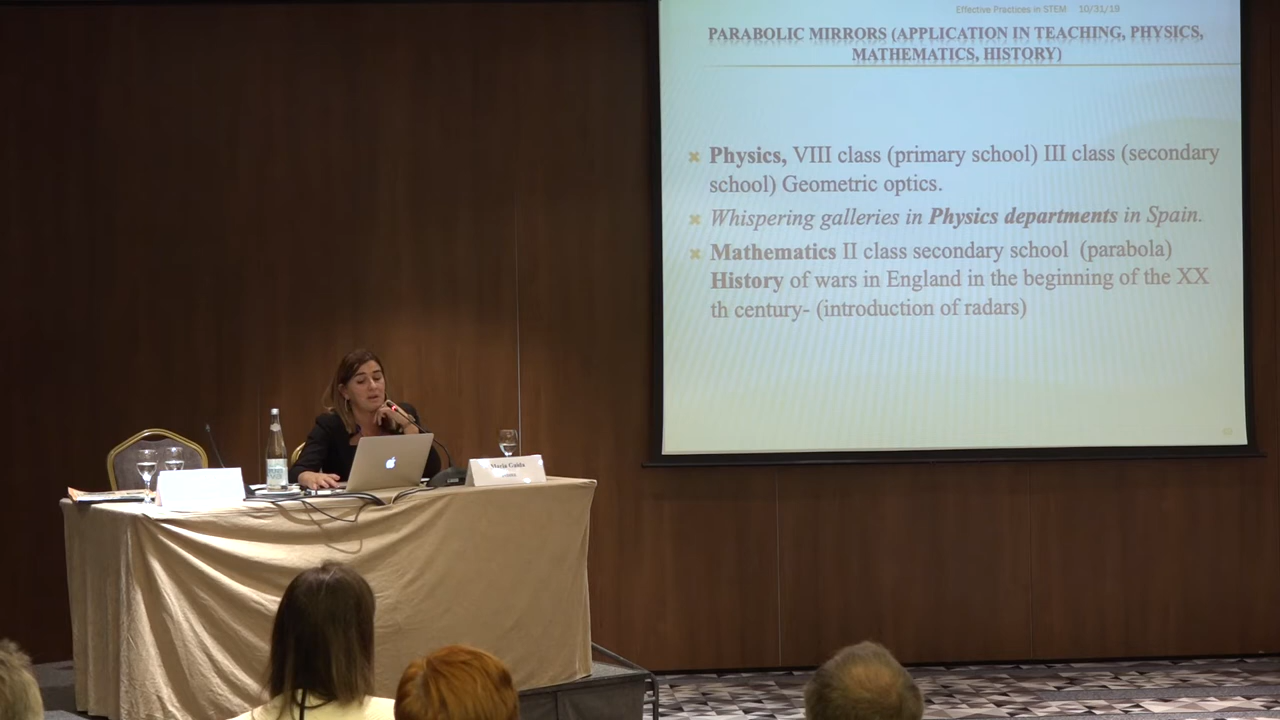 Effective Practices in STEM 10/31/19
PARABOLIC MIRRORS (APPLICATION IN TEACHING, PHYSICS,
MATHEMATICS, HISTORY)
Physics, VIII class (primary school) III class (secondary
school) Geometric optics.
Whispering galleries in Physics departments in Spain.
Mathematics II class secondary school (parabola)
History of wars in England in the beginning of the XX
th century- (introduction of radars)